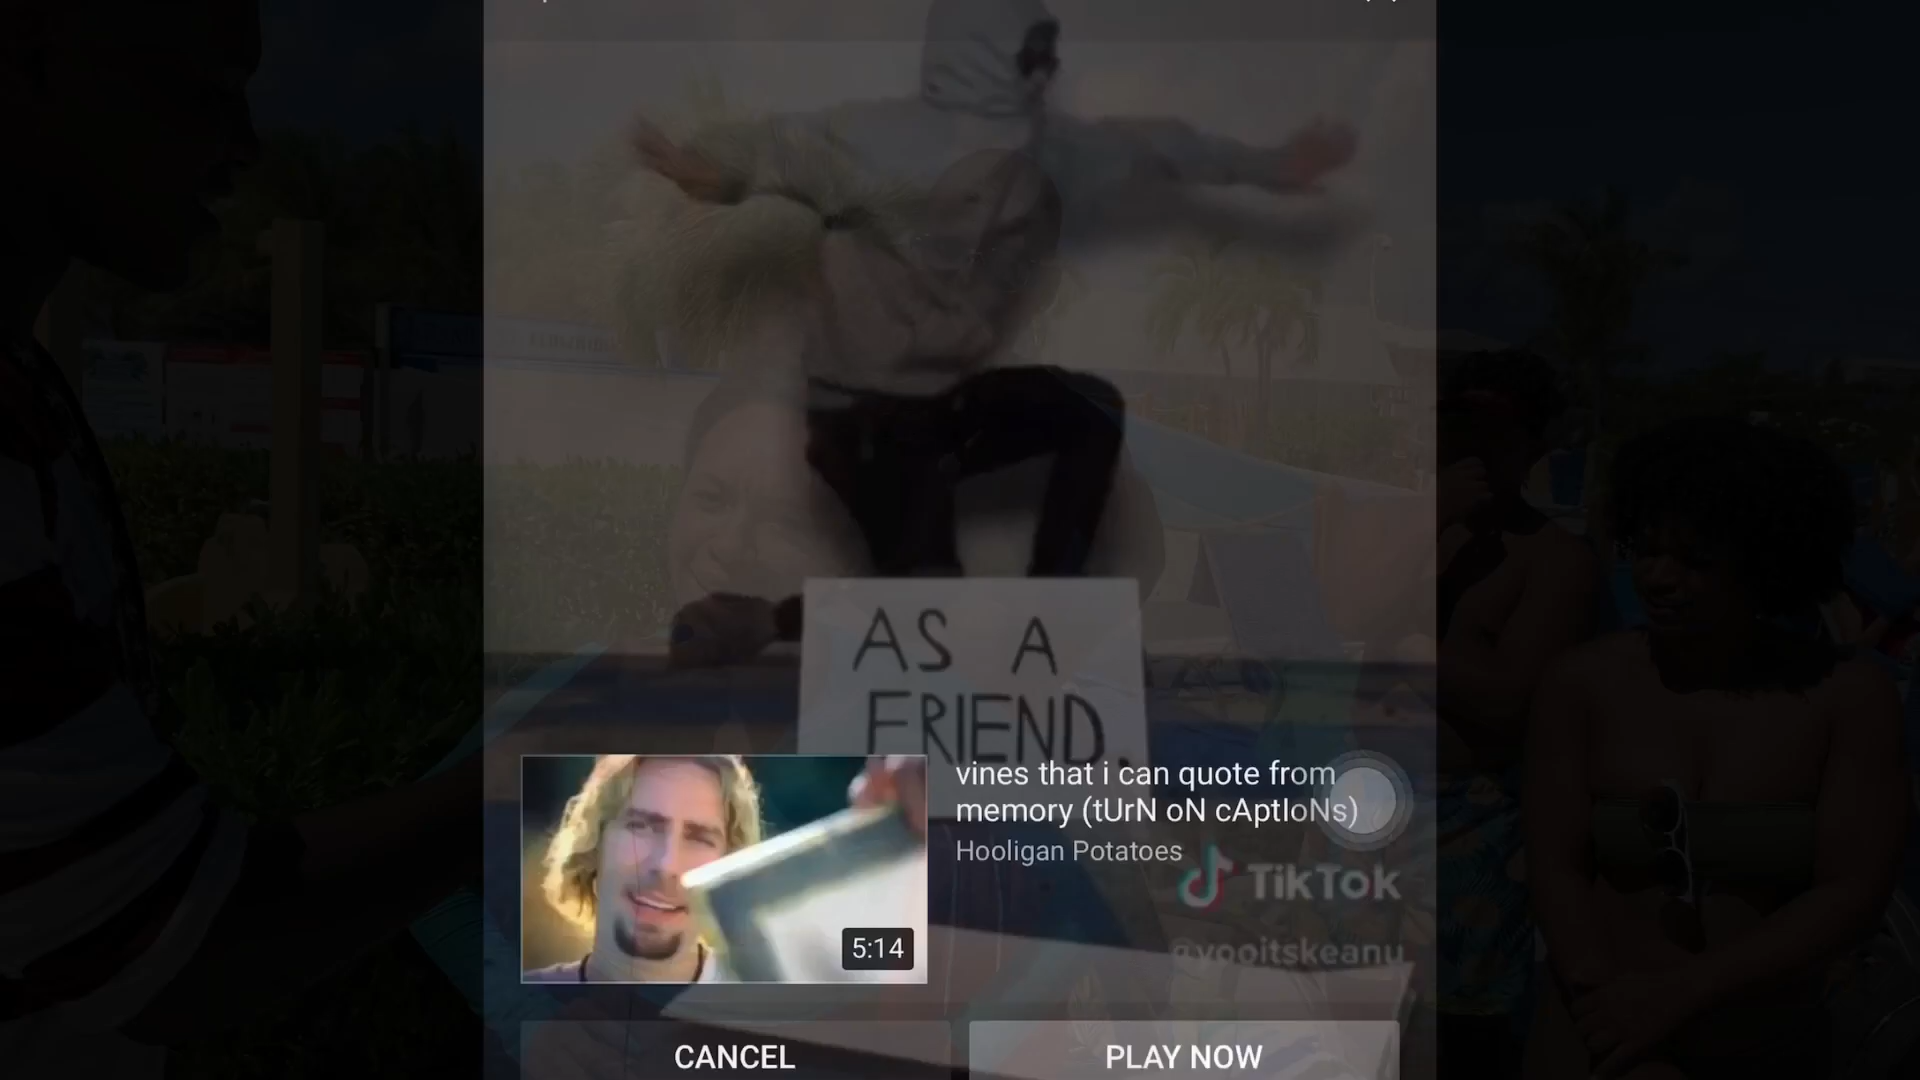 AS A
FRIEND.
vines that i can quote from
memory (tUrN oN cAptIoNs)
Hooligan Potatoes
TikTok
@yooitskeanu
5:14
CANCEL
PLAY NOW